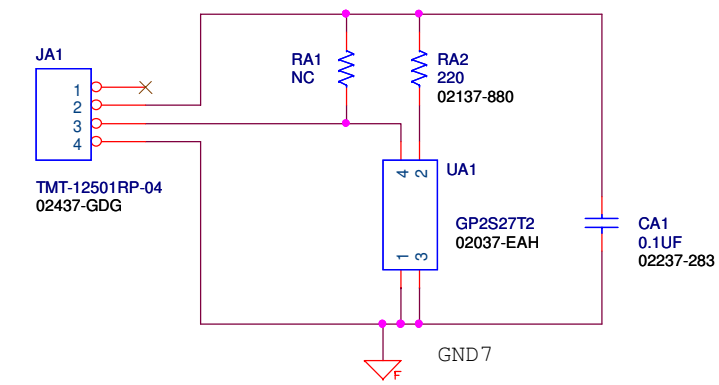 JA1
1
2
3
4
TMT-12501RP-04
02437-GDG
RA1
NC
RA2
220
02137-880
4 2
UA1
GP2S27T2
02037-EAH
1 3
CA1
0.1UF
02237-283
GND7
F